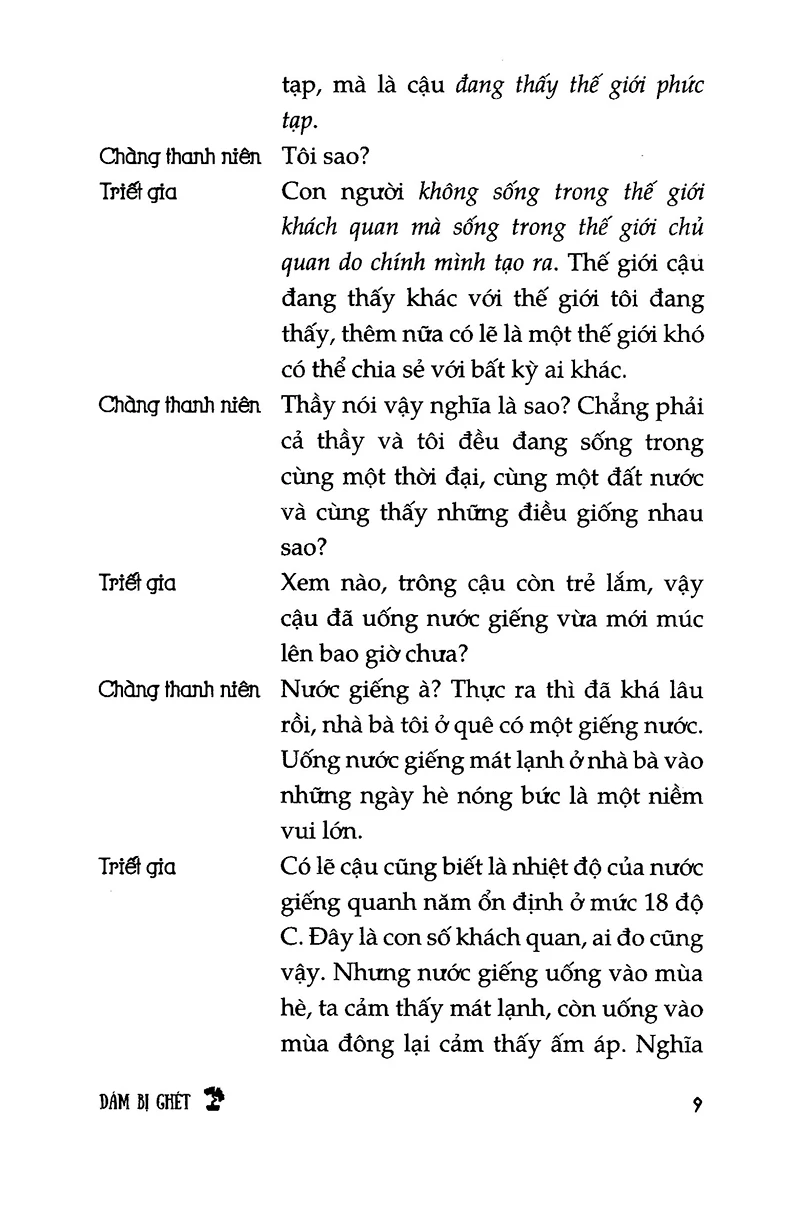 tạp, mà là cậu đang thấy thế giới phức
tạp.
Chàng thanh niên Tôi sao?
Triết gia Con người không sống trong thế giới
khách quan mà sống trong thế giới chủ
quan do chính mình tạo ra. Thế giới cậu
đang thấy khác với thế giới tôi đang
thấy, thêm nữa có lẽ là một thế giới khó
có thể chia sẻ với bất kỳ ai khác.
Chàng thanh niên Thầy nói vậy nghĩa là sao? Chẳng phải
cả thầy và tôi đều đang sống trong
cùng một thời đại, cùng một đất nước
và cùng thấy những điều giống nhau
sao?
Triết gia Xem nào, trông cậu còn trẻ lắm, vậy
cậu đã uống nước giếng vừa mới múc
lên bao giờ chưa?
Chàng thanh niên Nước giếng à? Thực ra thì đã khá lâu
rồi, nhà bà tôi ở quê có một giếng nước.
Uống nước giếng mát lạnh ở nhà bà vào
những ngày hè nóng bức là một niềm
vui lớn.
Triết gia Có lẽ cậu cũng biết là nhiệt độ của nước
giếng quanh năm ổn định ở mức 18 độ
C. Đây là con số khách quan, ai đo cũng
vậy. Nhưng nước giếng uống vào mùa
hè, ta cảm thấy mát lạnh, còn uống vào
mùa đông lại cảm thấy ấm áp. Nghĩa
DÁM BỊ GHÉT 9